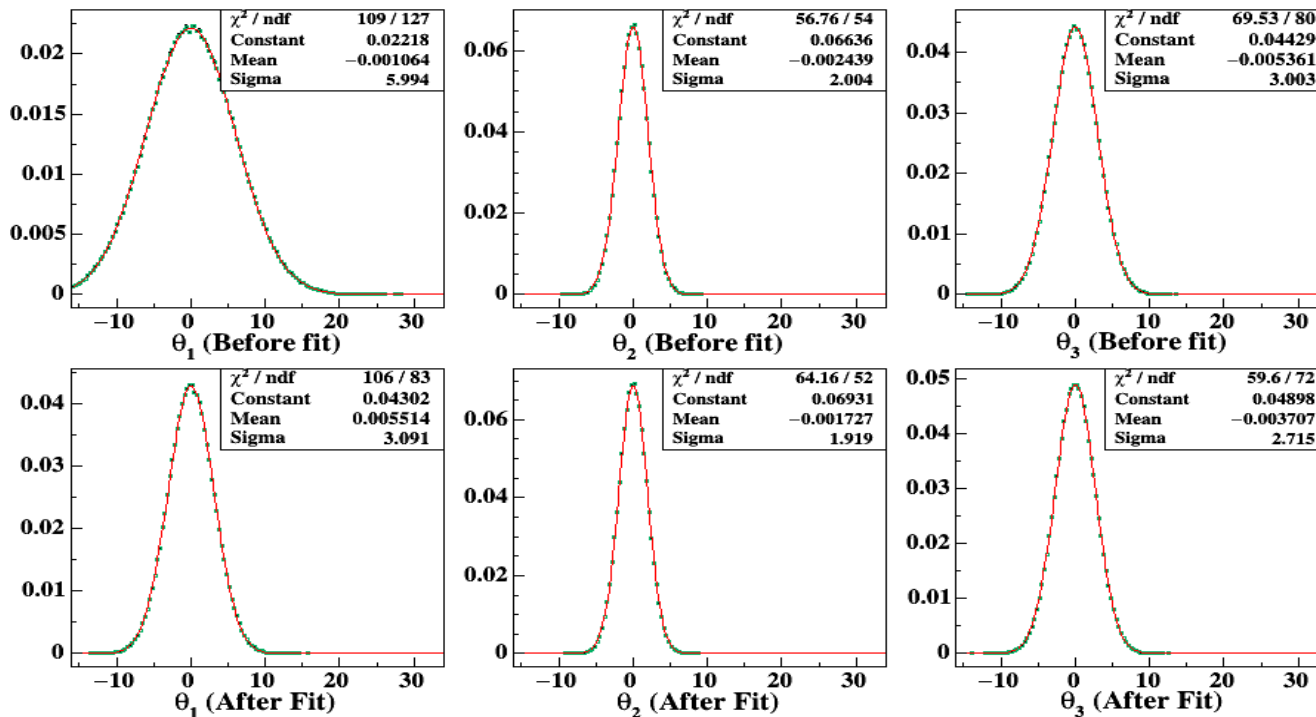 χ² / ndf 109 / 127
Constant 0.02218
Mean −0.001064
Sigma 5.994
0.02
0.015
0.01
0.005
0
−10 0 10 20 30
θ₁ (Before fit)
χ² / ndf 56.76 / 54
Constant 0.06636
Mean −0.002439
Sigma 2.004
0.06
0.04
0.02
0
−10 0 10 20 30
θ₂ (Before fit)
χ² / ndf 69.53 / 80
Constant 0.04429
Mean −0.005361
Sigma 3.003
0.04
0.03
0.02
0.01
0
−10 0 10 20 30
θ₃ (Before fit)
χ² / ndf 106 / 83
Constant 0.04302
Mean 0.005514
Sigma 3.091
0.04
0.03
0.02
0.01
0
−10 0 10 20 30
θ₁ (After Fit)
χ² / ndf 64.16 / 52
Constant 0.06931
Mean −0.001727
Sigma 1.919
0.06
0.04
0.02
0
−10 0 10 20 30
θ₂ (After Fit)
χ² / ndf 59.6 / 72
Constant 0.04898
Mean −0.003707
Sigma 2.715
0.05
0.04
0.03
0.02
0.01
0
−10 0 10 20 30
θ₃ (After Fit)